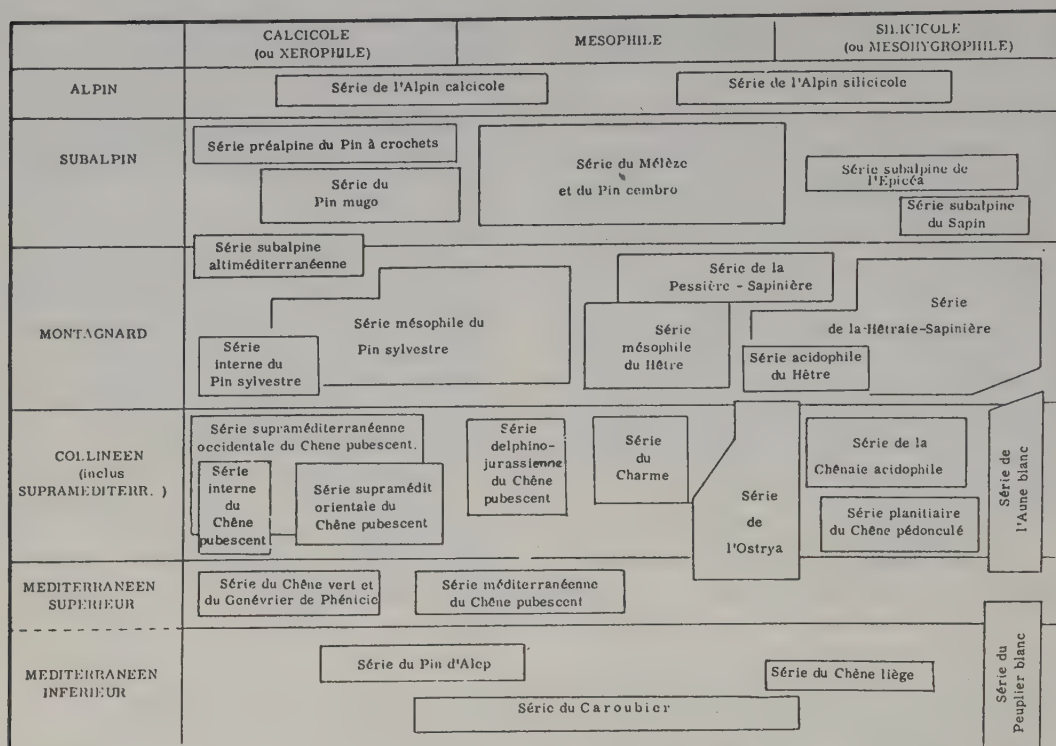 CALCICOLE
(ou XEROPHILE)
MESOPHILE
SILICICOLE
(ou MESOHYGROPHILE)
ALPIN
Série de l'Alpin calcicole
Série de l'Alpin silicicole
SUBALPIN
Série préalpine du Pin à crochets
Série du
Pin mugo
Série du Mélèze
et du Pin cembro
Série subalpine de
l'Epicéa
Série subalpine
du Sapin
MONTAGNARD
Série subalpine
altiméditerranéenne
Série mésophile du
Pin sylvestre
Série
interne du
Pin sylvestre
Série de la
Pessière - Sapinière
Série
mésophile
du Hêtre
Série acidophile
du Hêtre
Série
de la-Hêtraie-Sapinière
COLLINEEN
(inclus
SUPRAMEDITERR. )
Série supraméditerranéenne
occidentale du Chene pubescent.
Série
interne
du
Chêne
pubescent
Série supramédit
orientale du
Chêne pubescent
Série
delphino-
jurassienne
du Chêne
pubescent
Série
du
Charme
Série
de
l'Ostrya
Série de la
Chênaie acidophile
Série planitiaire
du Chêne pédonculé
Série de
l'Aune blanc
MEDITERRANEEN
SUPERIEUR
Série du Chêne vert et
du Genévrier de Phénicie
Série méditerranéenne
du Chêne pubescent
MEDITERRANEEN
INFERIEUR
Série du Pin d'Alep
Série du Chêne liège
Série du Caroubier
Série du
Peuplier blanc